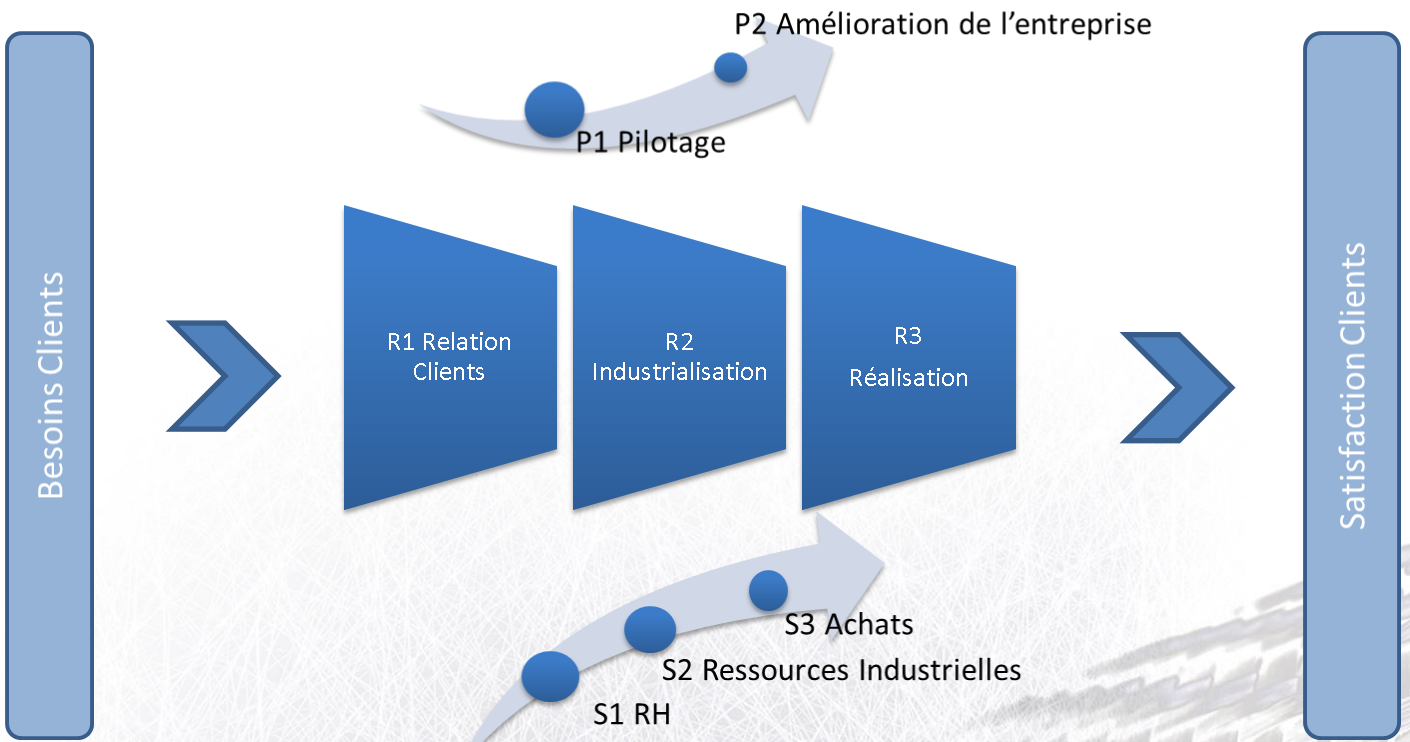 P2 Amélioration de l’entreprise
P1 Pilotage
Besoins Clients
R1 Relation
Clients
R2
Industrialisation
R3
Réalisation
Satisfaction Clients
S3 Achats
S2 Ressources Industrielles
S1 RH